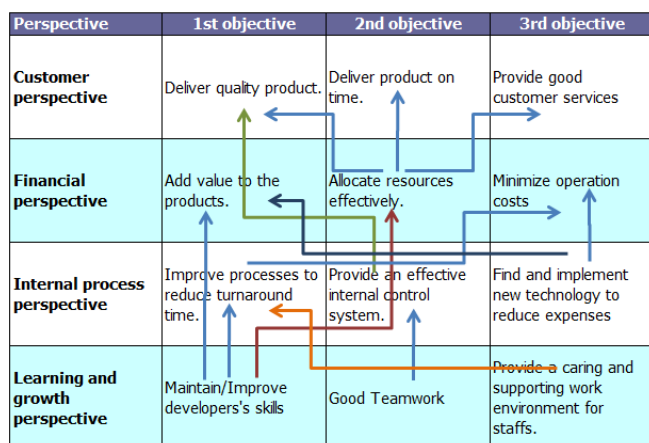 Perspective 1st objective 2nd objective 3rd objective
Customer
perspective
Deliver quality product.
Deliver product on
time.
Provide good
customer services
Financial
perspective
Add value to the
products.
Allocate resources
effectively.
Minimize operation
costs
Internal process
perspective
Improve processes to
reduce turnaround
time.
Provide an effective
internal control
system.
Find and implement
new technology to
reduce expenses
Learning and
growth
perspective
Maintain/Improve
developers's skills
Good Teamwork
Provide a caring and
supporting work
environment for
staffs.